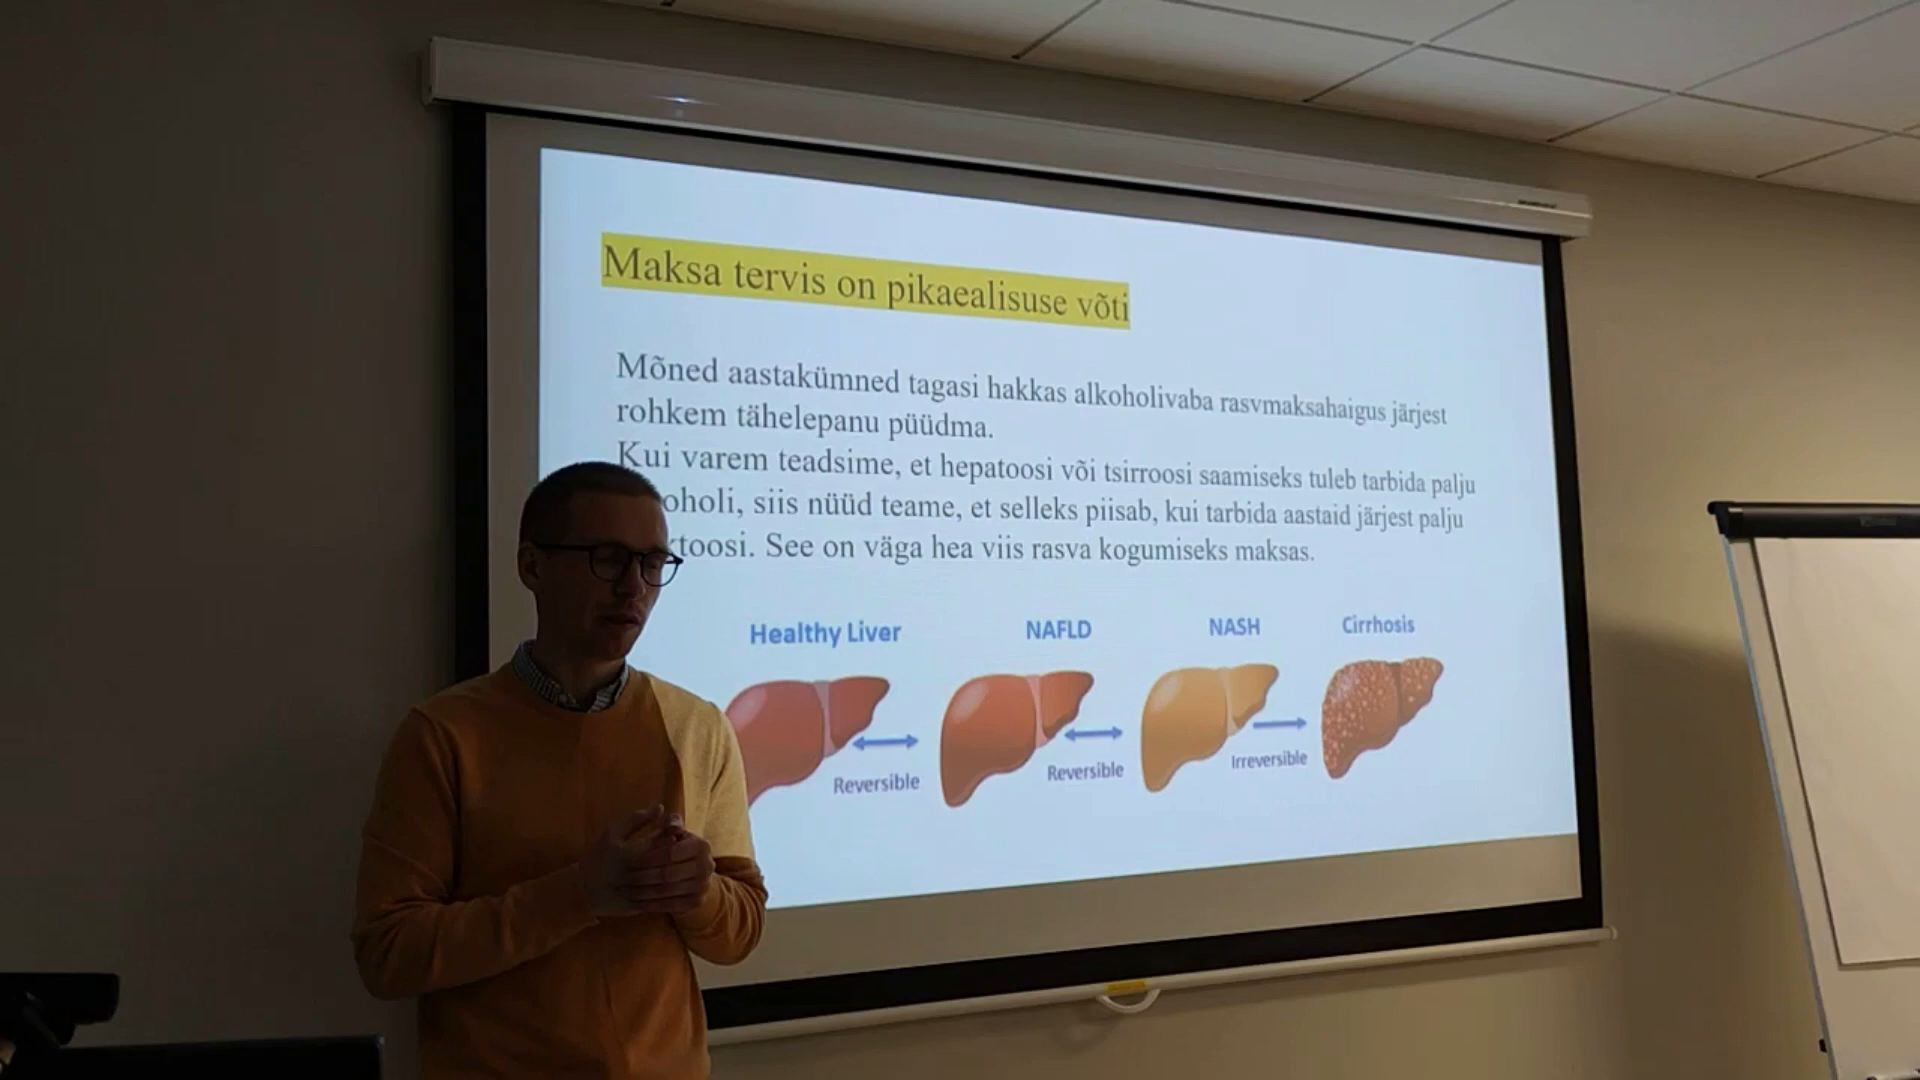 Maksa tervis on pikaealisuse võti
Mõned aastakümned tagasi hakkas alkoholivaba rasvmaksahaigus järjest
rohkem tähelepanu püüdma.
Kui varem teadsime, et hepatoosi või tsirroosi saamiseks tuleb tarbida palju
oholi, siis nüüd teame, et selleks piisab, kui tarbida aastaid järjest palju
ktoosi. See on väga hea viis rasva kogumiseks maksas.
Healthy Liver
NAFLD
NASH
Cirrhosis
Reversible
Reversible
Irreversible